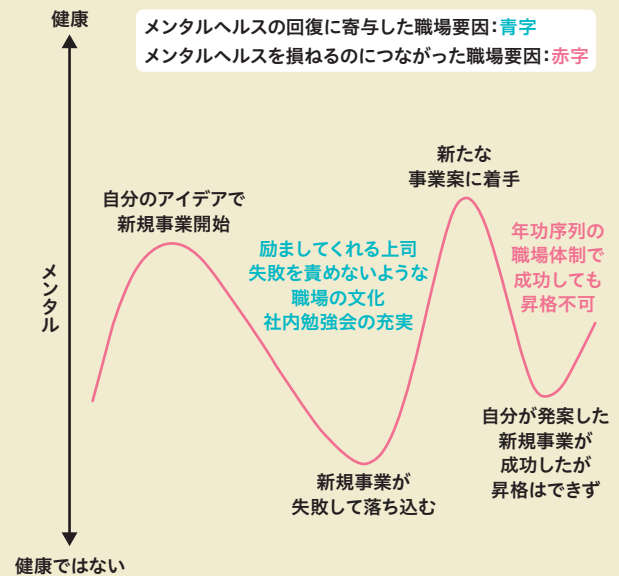 健康
メンタルヘルスの回復に寄与した職場要因：青字
メンタルヘルスを損ねるのにつながった職場要因：赤字
新たな
事業案に着手
自分のアイデアで
新規事業開始
年功序列の
職場体制で
成功しても
昇格不可
励ましてくれる上司
失敗を責めないような
職場の文化
社内勉強会の充実
メンタル
自分が発案した
新規事業が
成功したが
昇格はできず
新規事業が
失敗して落ち込む
健康ではない